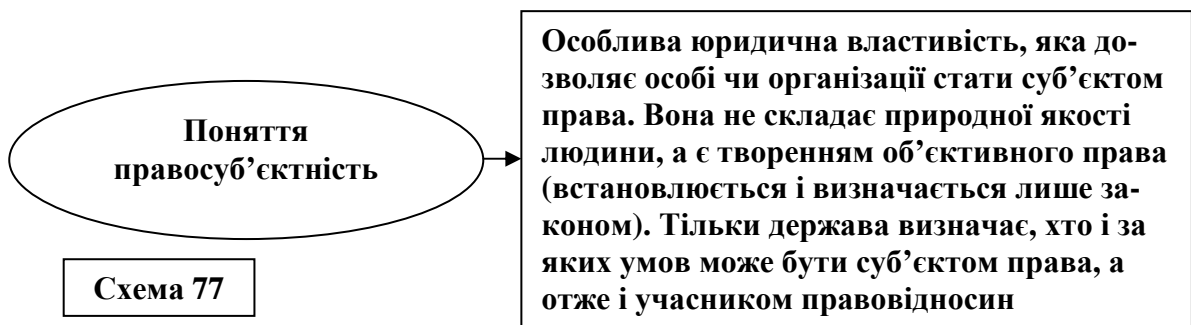 Поняття
правосуб’єктність
Схема 77
Особлива юридична властивість, яка до-
зволяє особі чи організації стати суб’єктом
права. Вона не складає природної якості
людини, а є творенням об’єктивного права
(встановлюється і визначається лише за-
коном). Тільки держава визначає, хто і за
яких умов може бути суб’єктом права, а
отже і учасником правовідносин